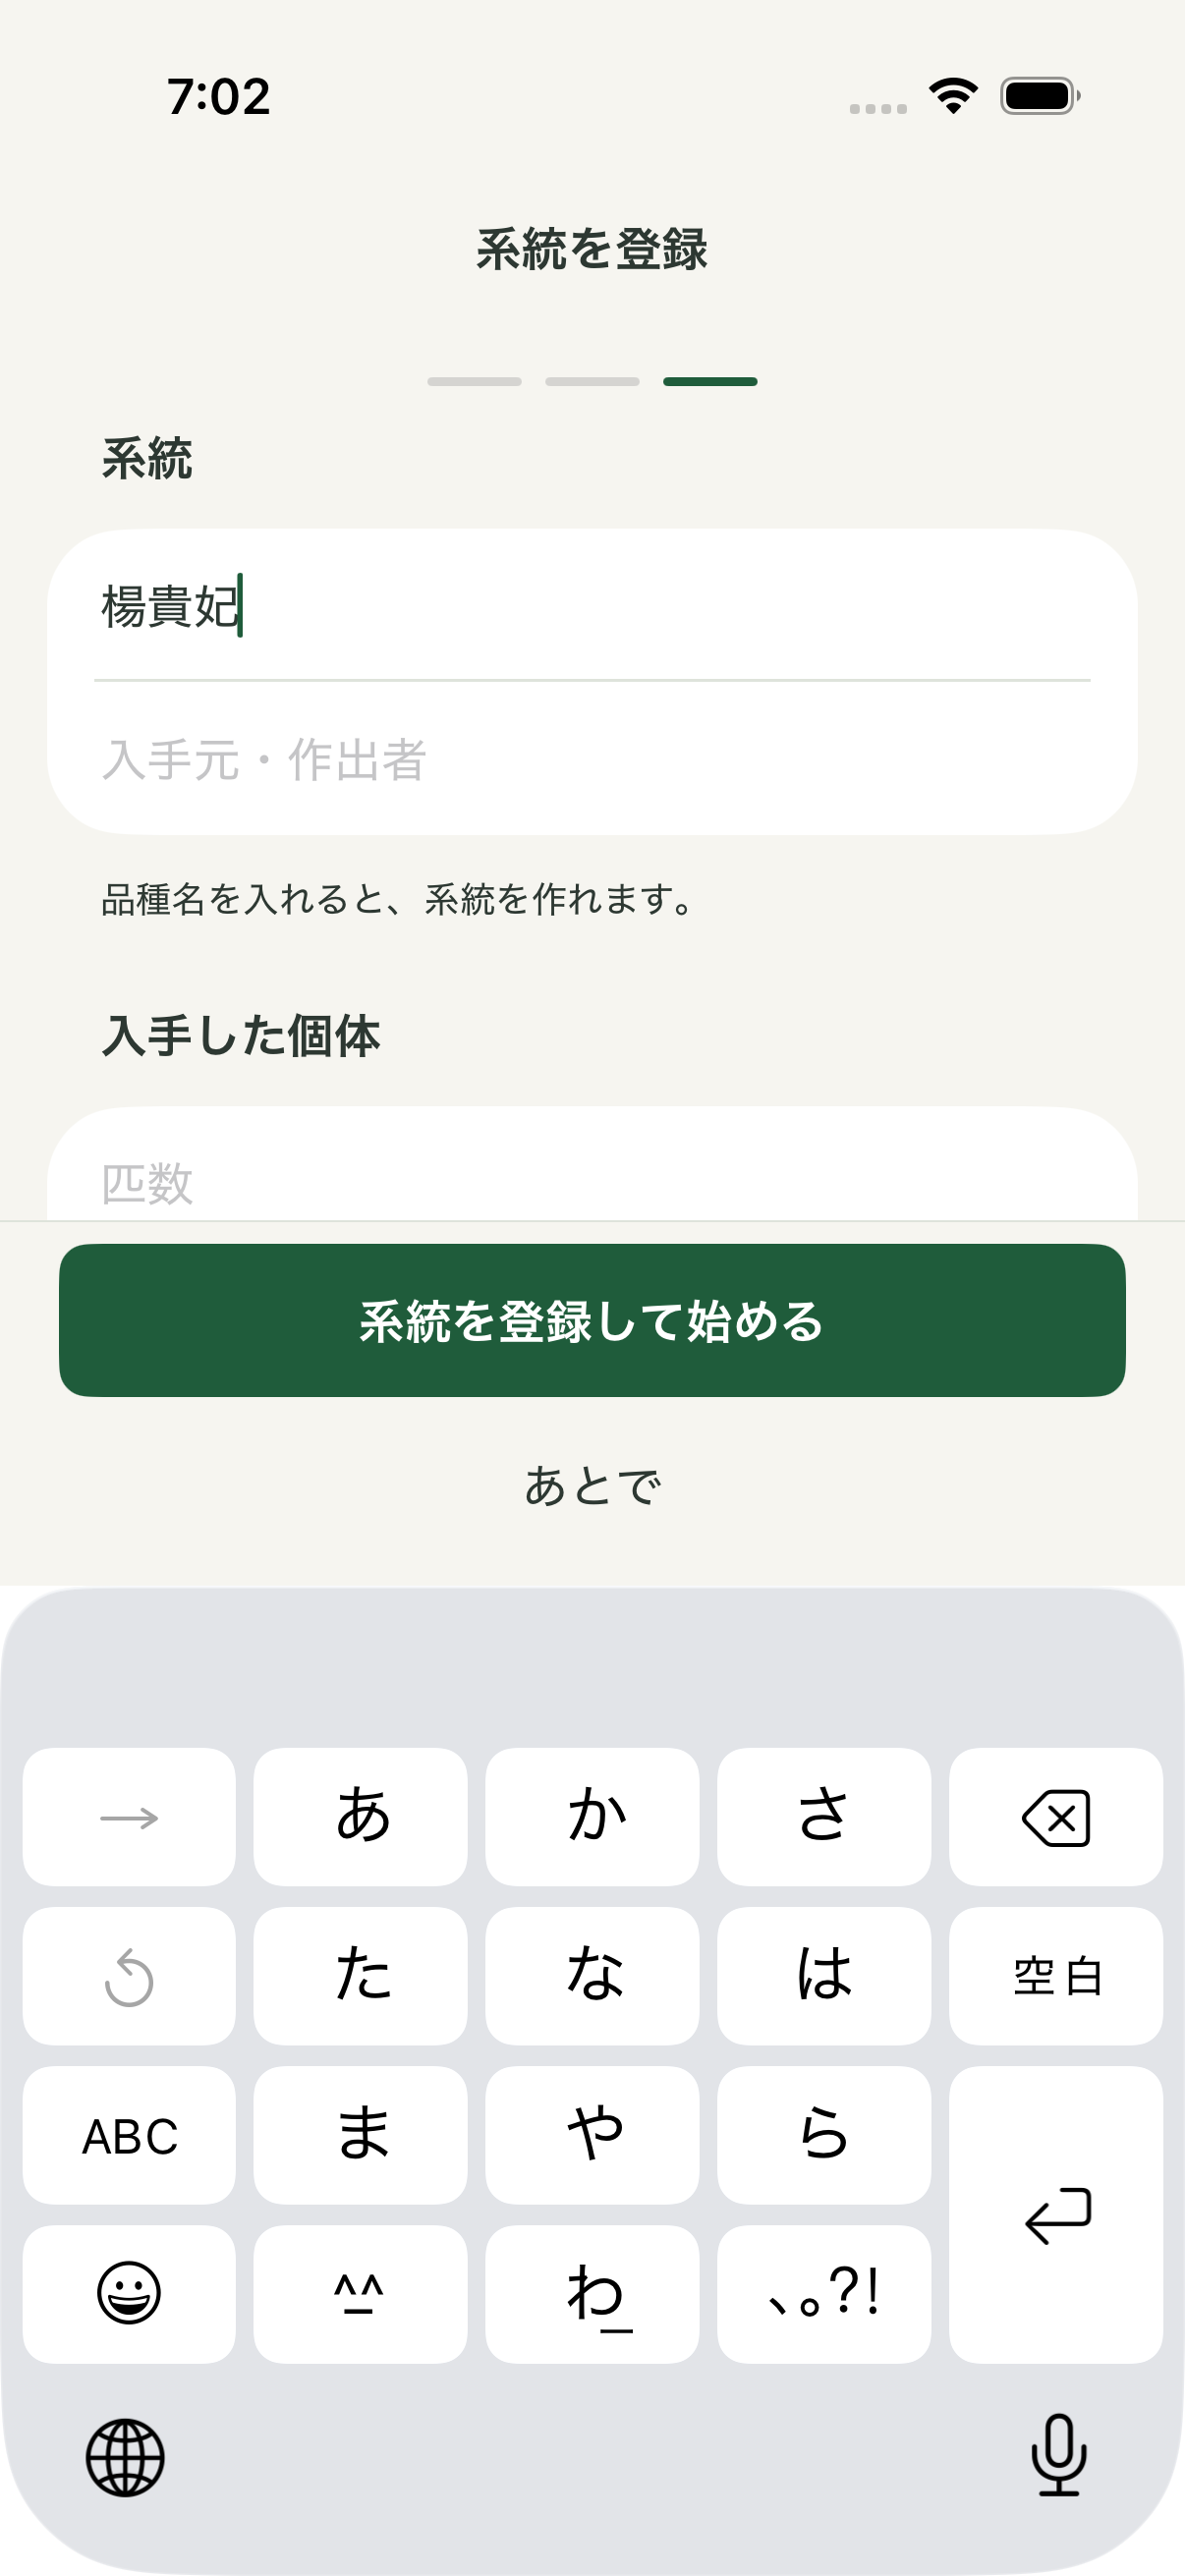 7:02
系統を登録
系統
楊貴妃
入手元・作出者
品種名を入れると、系統を作れます。
入手した個体
匹数
系統を登録して始める
あとで
あ か さ
た な は 空白
ABC ま や ら
^_^ わ_ 、。?!